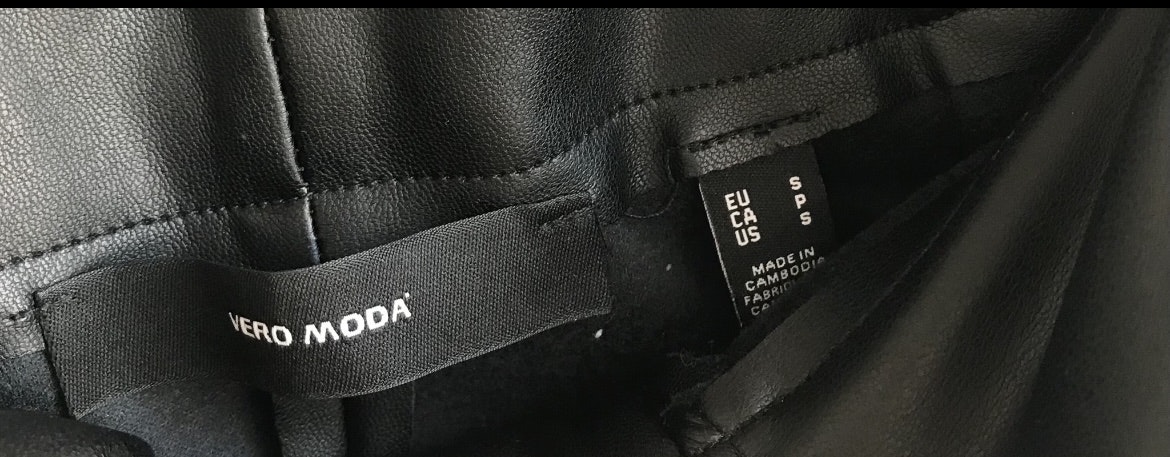 VERO MODA
EU S
CA P
US S
MADE IN
CAMBODIA